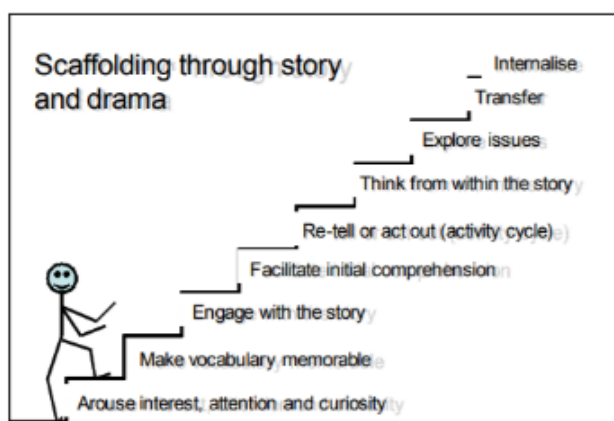 Scaffolding through story
and drama
Internalise
Transfer
Explore issues
Think from within the story
Re-tell or act out (activity cycle)
Facilitate initial comprehension
Engage with the story
Make vocabulary memorable
Arouse interest, attention and curiosity